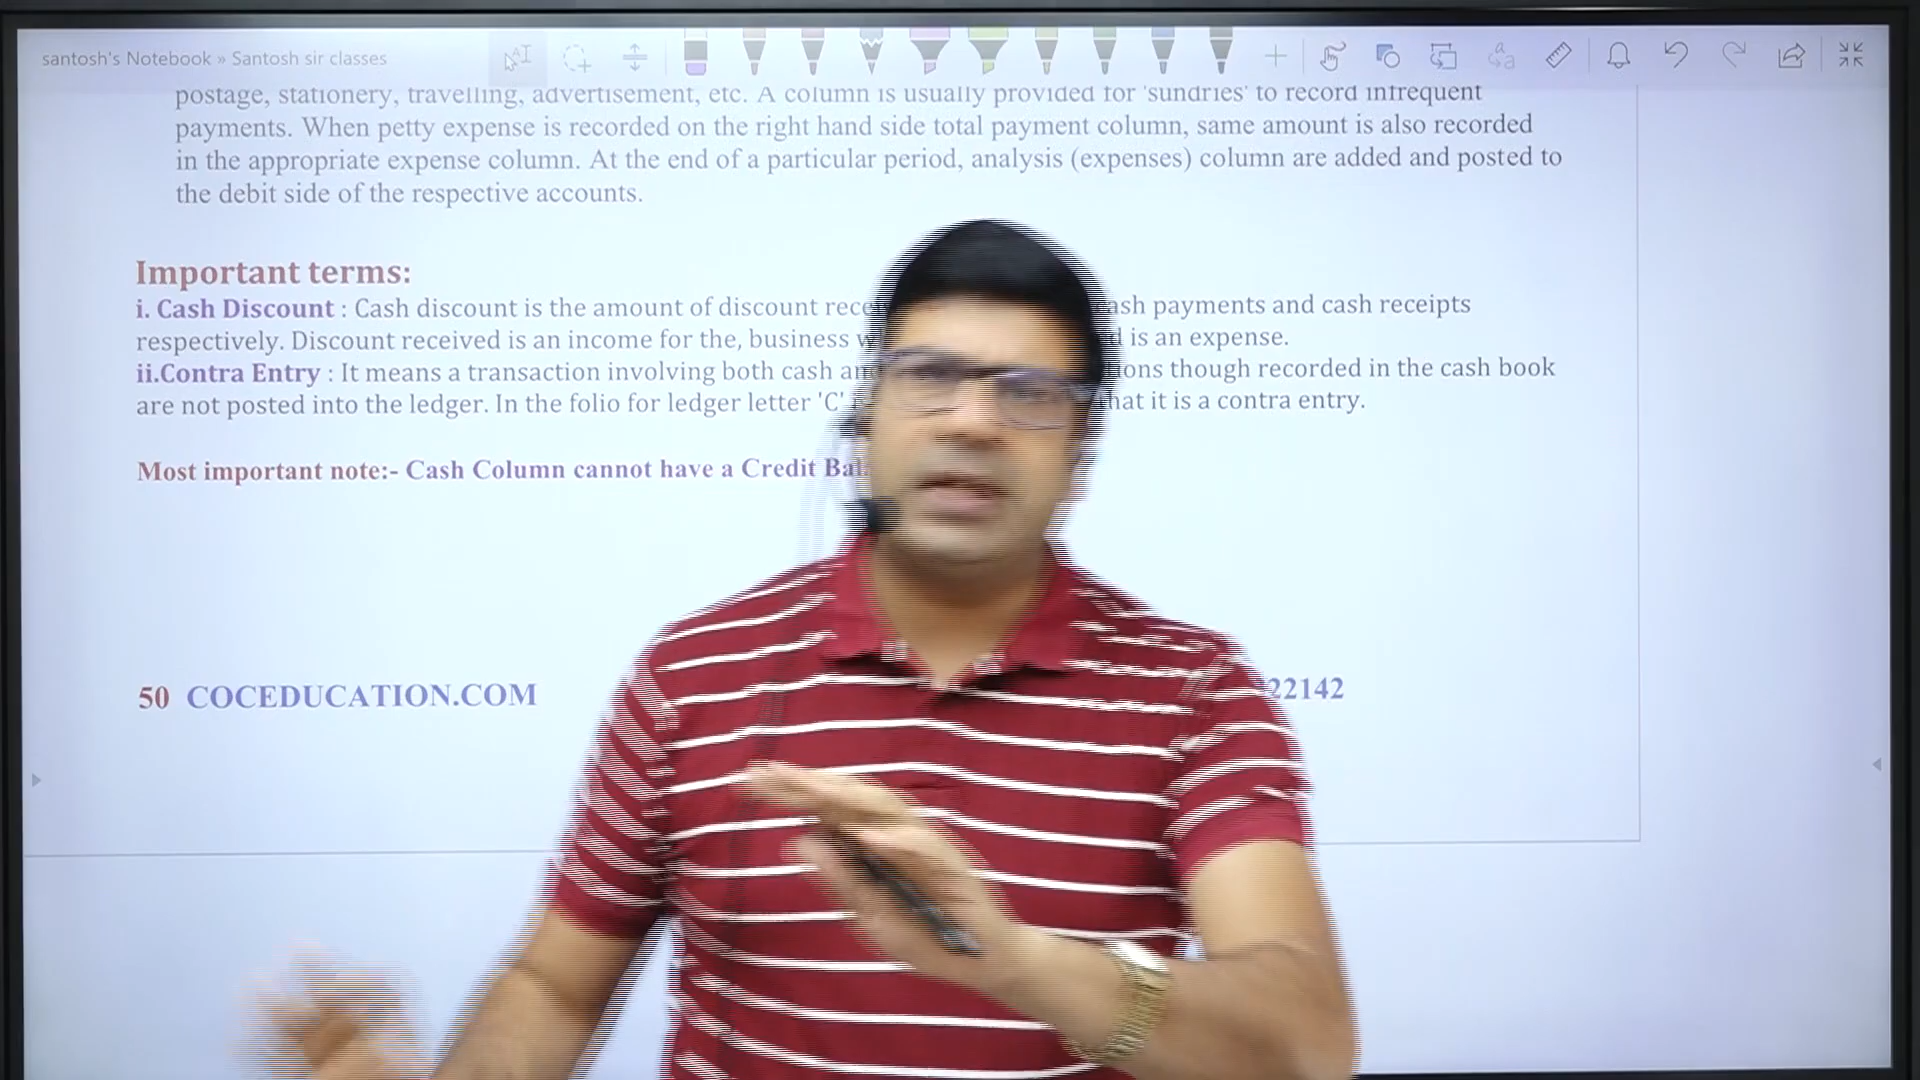 santosh's Notebook » Santosh sir classes
postage, stationery, travelling, advertisement, etc. A column is usually provided for 'sundries' to record infrequent
payments. When petty expense is recorded on the right hand side total payment column, same amount is also recorded
in the appropriate expense column. At the end of a particular period, analysis (expenses) column are added and posted to
the debit side of the respective accounts.
Important terms:
i. Cash Discount : Cash discount is the amount of discount ash payments and cash receipts
respectively. Discount received is an income for the, business is an expense.
ii.Contra Entry : It means a transaction involving both cash though recorded in the cash book
are not posted into the ledger. In the folio for ledger letter 'C' hat it is a contra entry.
Most important note:- Cash Column cannot have a Credit Bal
50 COCEDUCATION.COM 22142